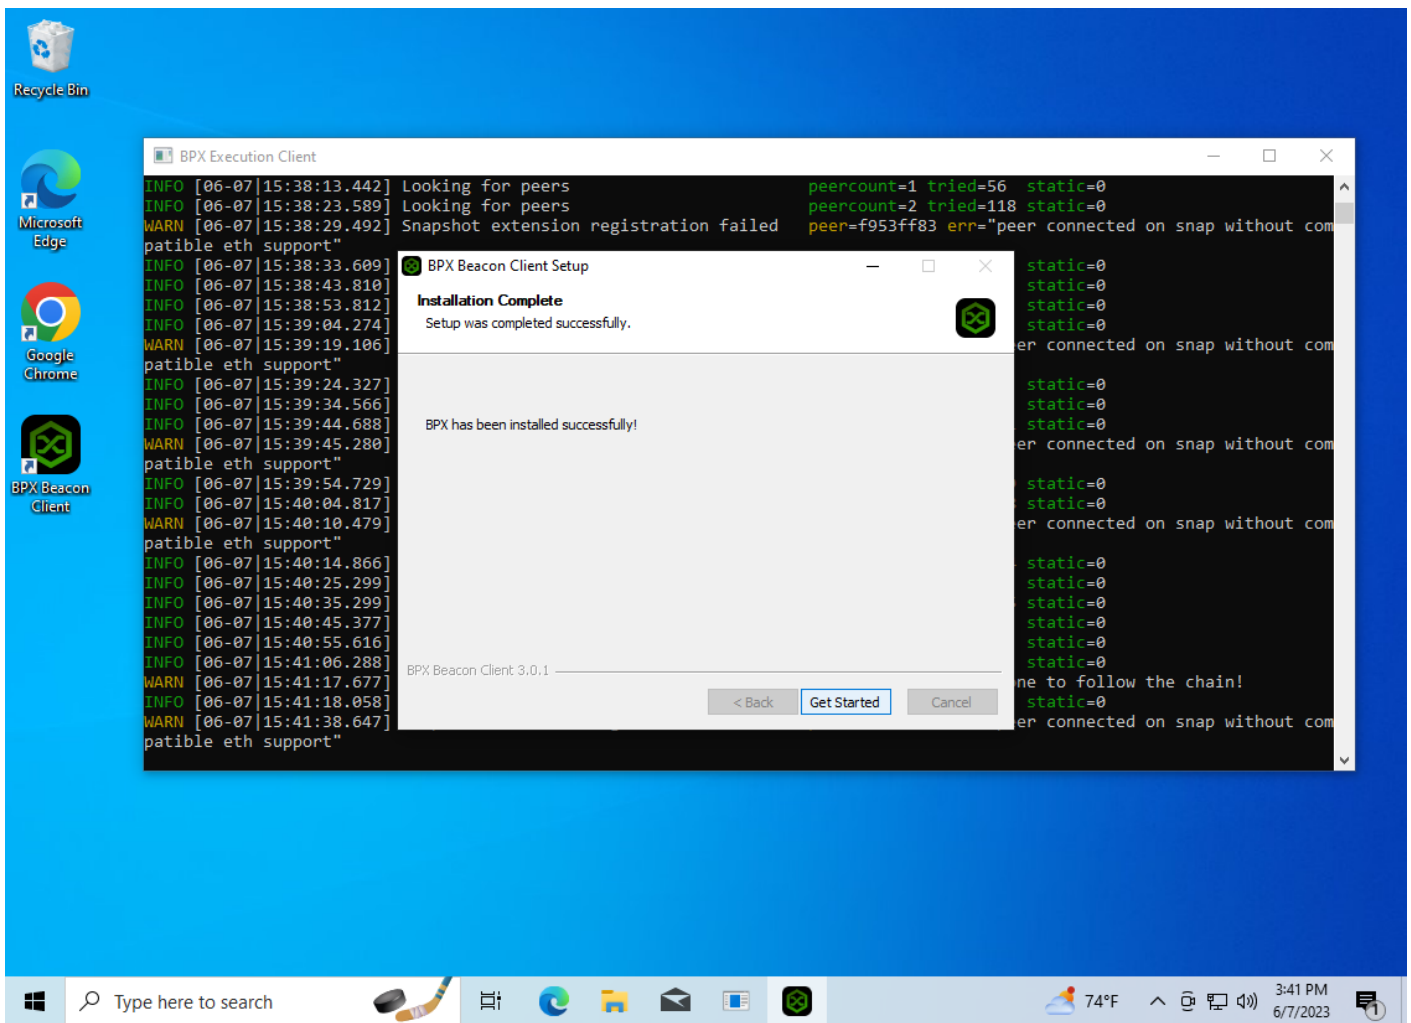 Recycle Bin
Microsoft
Edge
Google
Chrome
BPX Beacon
Client
BPX Execution Client
INFO [06-07|15:38:13.442] Looking for peers peercount=1 tried=56 static=0
INFO [06-07|15:38:23.589] Looking for peers peercount=2 tried=118 static=0
WARN [06-07|15:38:29.492] Snapshot extension registration failed peer=f953ff83 err="peer connected on snap without com
patible eth support"
INFO [06-07|15:38:33.609] static=0
INFO [06-07|15:38:43.810] static=0
INFO [06-07|15:38:53.812] static=0
INFO [06-07|15:39:04.274] static=0
WARN [06-07|15:39:19.106] er connected on snap without com
patible eth support"
INFO [06-07|15:39:24.327] static=0
INFO [06-07|15:39:34.566] static=0
INFO [06-07|15:39:44.688] static=0
WARN [06-07|15:39:45.280] er connected on snap without com
patible eth support"
INFO [06-07|15:39:54.729] static=0
INFO [06-07|15:40:04.817] static=0
WARN [06-07|15:40:10.479] er connected on snap without com
patible eth support"
INFO [06-07|15:40:14.866] static=0
INFO [06-07|15:40:25.299] static=0
INFO [06-07|15:40:35.299] static=0
INFO [06-07|15:40:45.377] static=0
INFO [06-07|15:40:55.616] static=0
INFO [06-07|15:41:06.288] static=0
WARN [06-07|15:41:17.677] ne to follow the chain!
INFO [06-07|15:41:18.058] static=0
WARN [06-07|15:41:38.647] er connected on snap without com
patible eth support"
BPX Beacon Client Setup
Installation Complete
Setup was completed successfully.
BPX has been installed successfully!
BPX Beacon Client 3.0.1
< Back Get Started Cancel
Type here to search
74°F
3:41 PM
6/7/2023
1